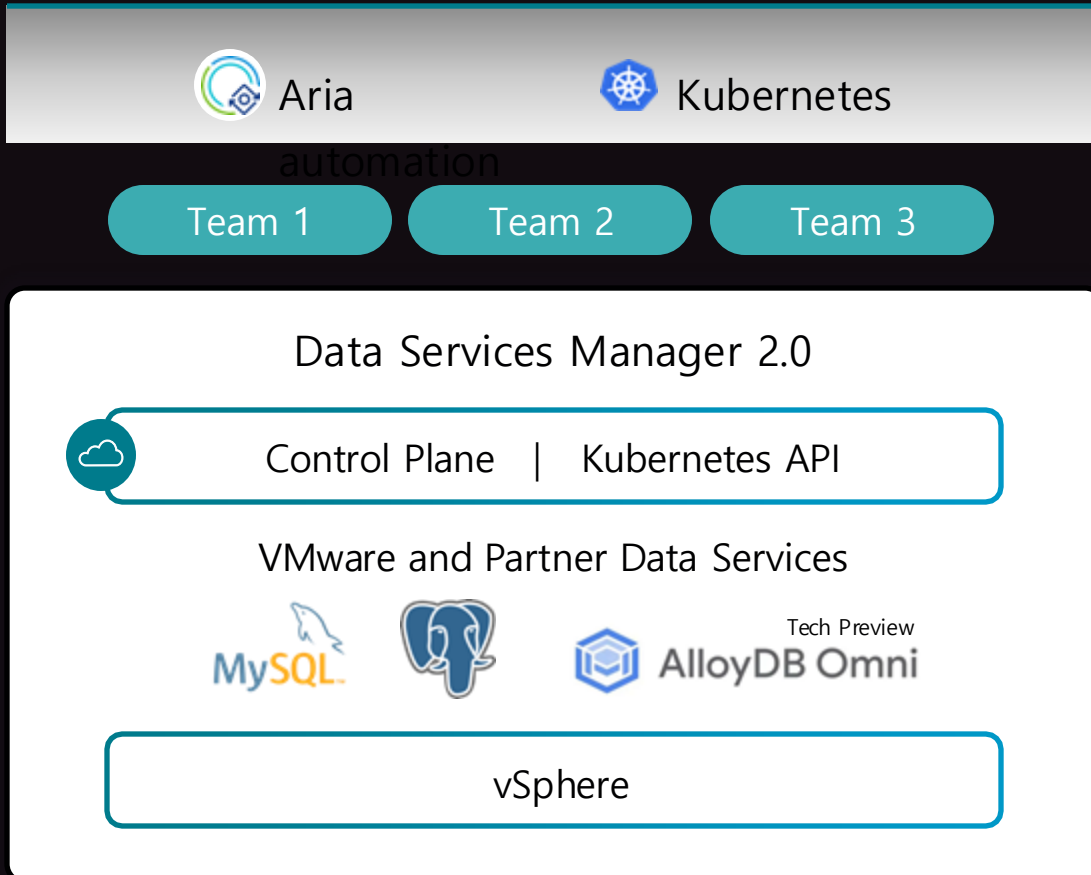 Aria
automation
Kubernetes
Team 1
Team 2
Team 3
Data Services Manager 2.0
Control Plane | Kubernetes API
VMware and Partner Data Services
MySQL
Tech Preview
AlloyDB Omni
vSphere